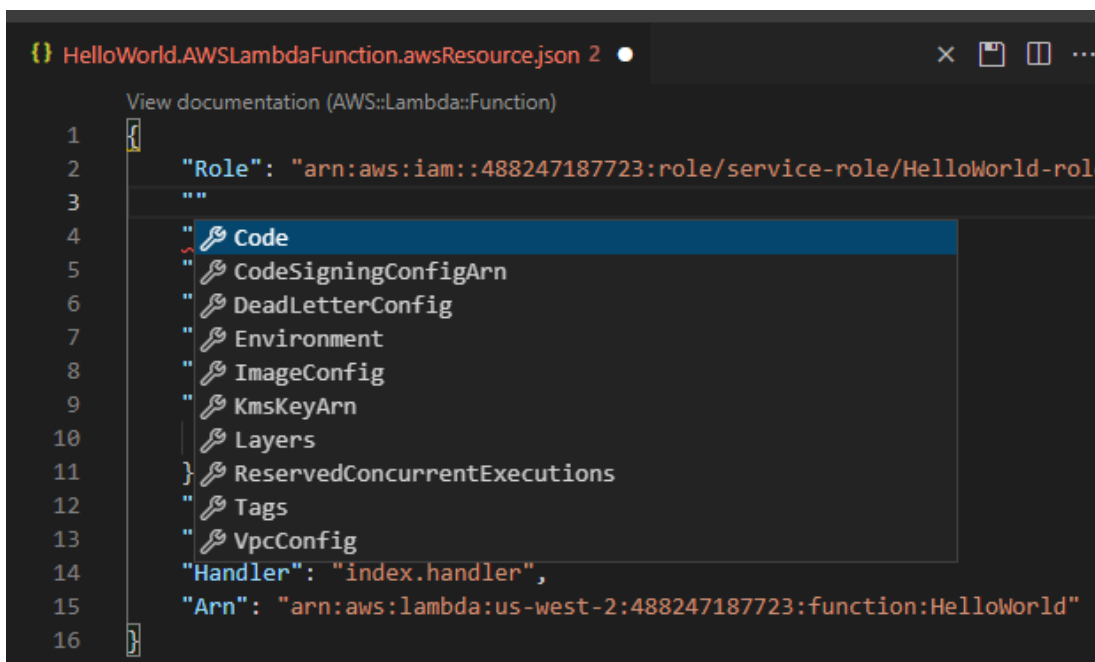 {} HelloWorld.AWSLambdaFunction.awsResource.json 2
View documentation (AWS::Lambda::Function)
1 {
2 "Role": "arn:aws:iam::488247187723:role/service-role/HelloWorld-rol
3 ""
4 " Code
5 " CodeSigningConfigArn
6 " DeadLetterConfig
7 " Environment
8 " ImageConfig
9 " KmsKeyArn
10 Layers
11 } ReservedConcurrentExecutions
12 " Tags
13 " VpcConfig
14 "Handler": "index.handler",
15 "Arn": "arn:aws:lambda:us-west-2:488247187723:function:HelloWorld"
16 }